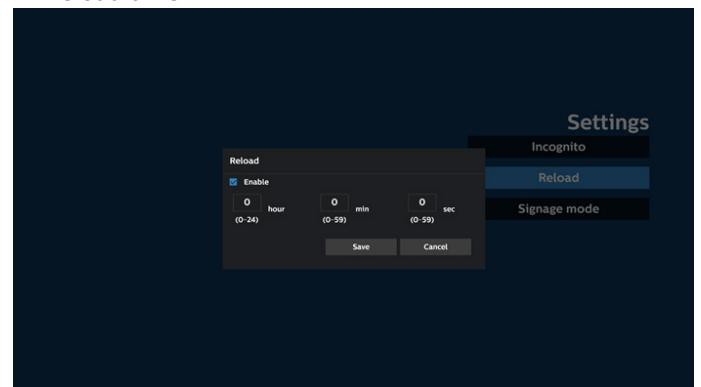 Settings
Incognito
Reload
Signage mode
Reload
Enable
0 hour 0 min 0 sec
(0-24) (0-59) (0-59)
Save Cancel